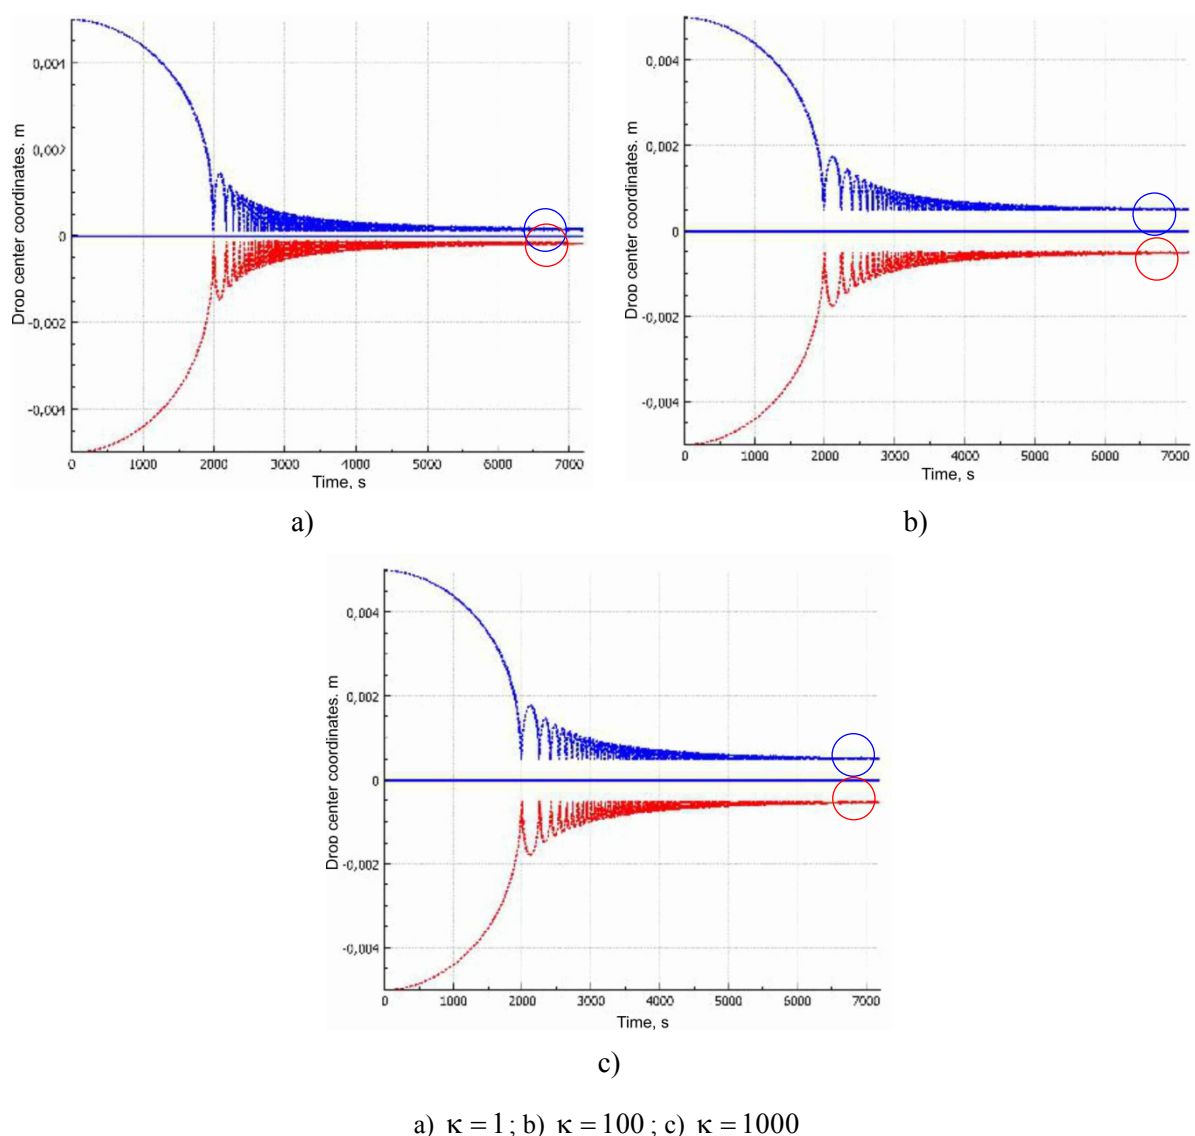 0,004
0,002
0
-0,002
-0,004
Drop center coordinates. m
0 1000 2000 3000 4000 5000 6000 7000
Time, s
a)
0,004
0,002
0
-0,002
-0,004
Drop center coordinates. m
0 1000 2000 3000 4000 5000 6000 7000
Time, s
b)
0,004
0,002
0
-0,002
-0,004
Drop center coordinates. m
0 1000 2000 3000 4000 5000 6000 7000
Time, s
c)
a) κ = 1; b) κ = 100; c) κ = 1000